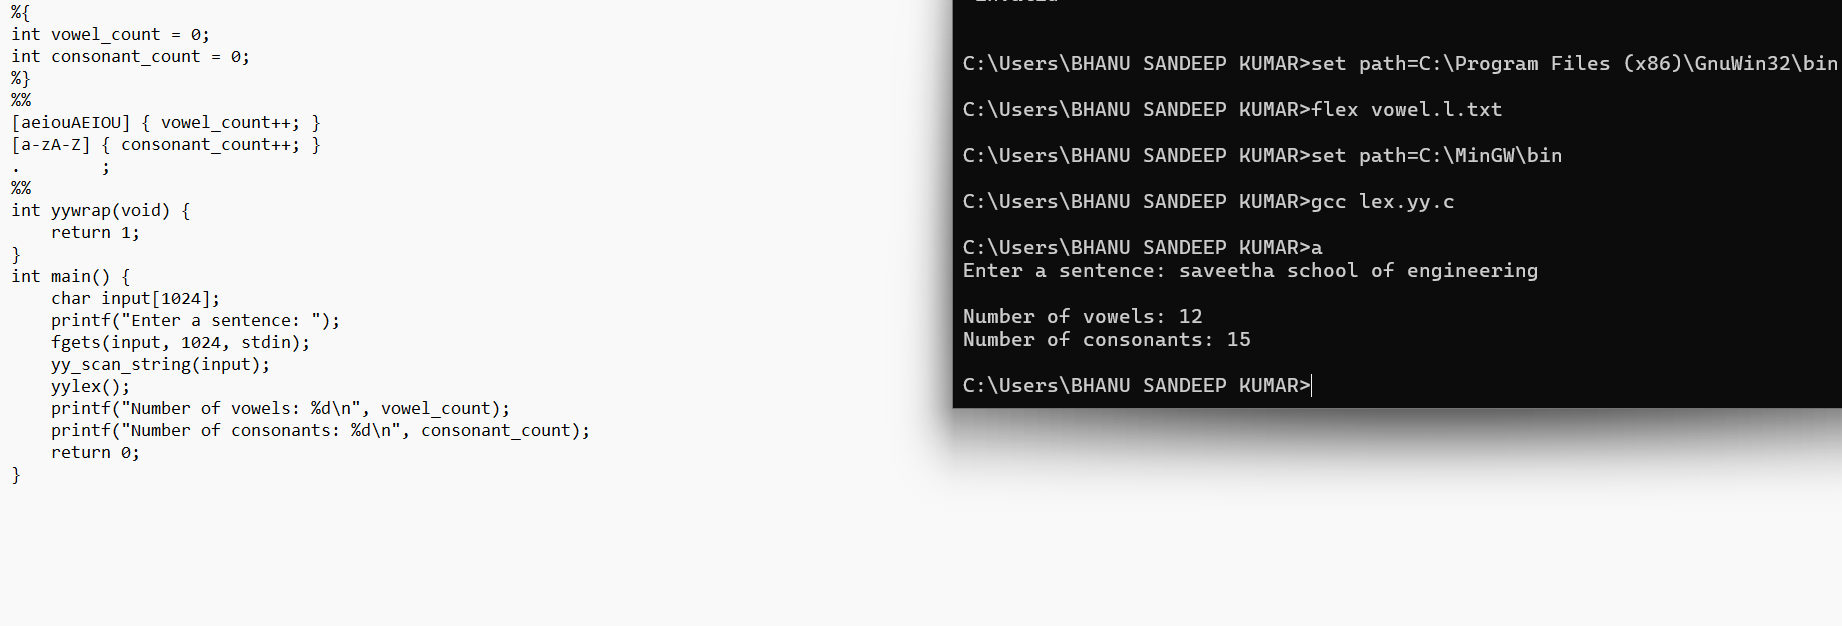 %{
int vowel_count = 0;
int consonant_count = 0;
%}
%%
[aeiouAEIOU] { vowel_count++; }
[a-zA-Z] { consonant_count++; }
.        ;
%%
int yywrap(void) {
    return 1;
}
int main() {
    char input[1024];
    printf("Enter a sentence: ");
    fgets(input, 1024, stdin);
    yy_scan_string(input);
    yylex();
    printf("Number of vowels: %d\n", vowel_count);
    printf("Number of consonants: %d\n", consonant_count);
    return 0;
}
C:\Users\BHANU SANDEEP KUMAR>set path=C:\Program Files (x86)\GnuWin32\bin
C:\Users\BHANU SANDEEP KUMAR>flex vowel.l.txt
C:\Users\BHANU SANDEEP KUMAR>set path=C:\MinGW\bin
C:\Users\BHANU SANDEEP KUMAR>gcc lex.yy.c
C:\Users\BHANU SANDEEP KUMAR>a
Enter a sentence: saveetha school of engineering
Number of vowels: 12
Number of consonants: 15
C:\Users\BHANU SANDEEP KUMAR>